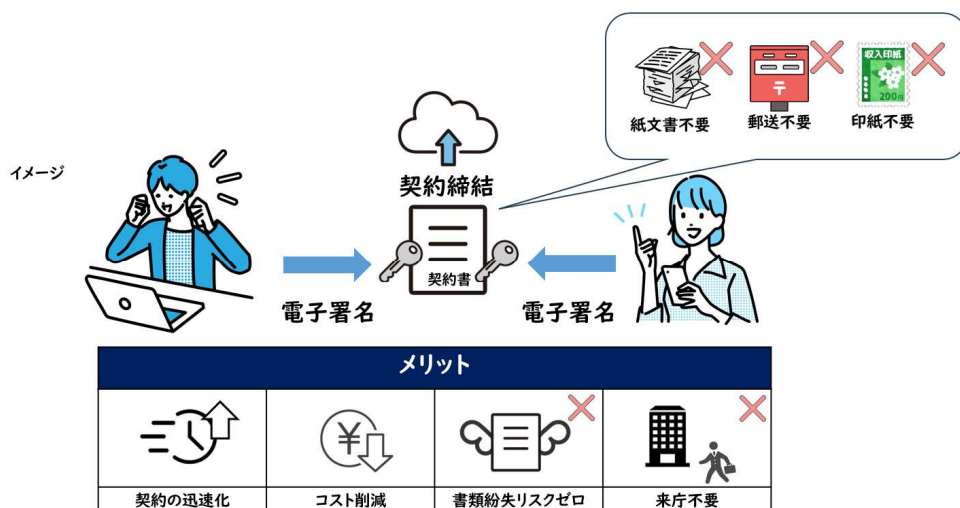 収入印紙
200円
紙文書不要
郵送不要
印紙不要
イメージ
契約締結
契約書
電子署名
電子署名
メリット
契約の迅速化
コスト削減
書類紛失リスクゼロ
来庁不要